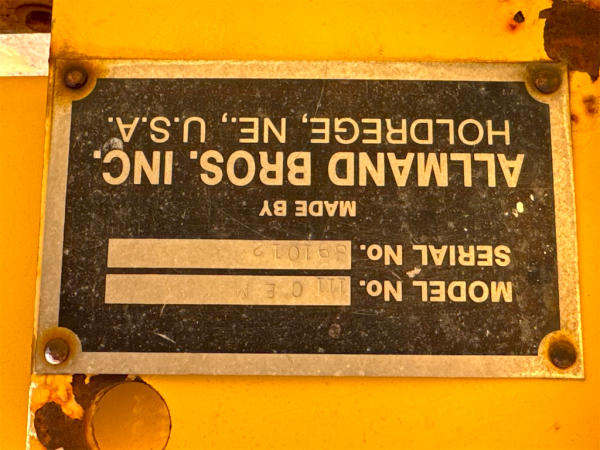 MODEL No.
SERIAL No.
MADE BY
ALLMAND BROS. INC.
HOLDREGE, NE., U.S.A.